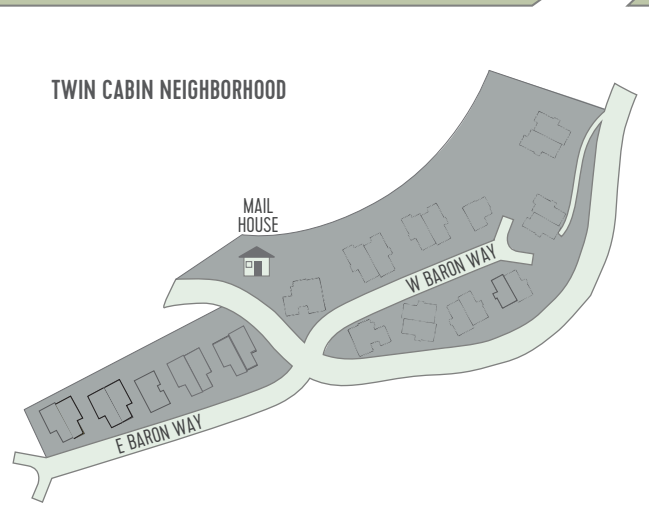 TWIN CABIN NEIGHBORHOOD
MAIL
HOUSE
W BARON WAY
E BARON WAY